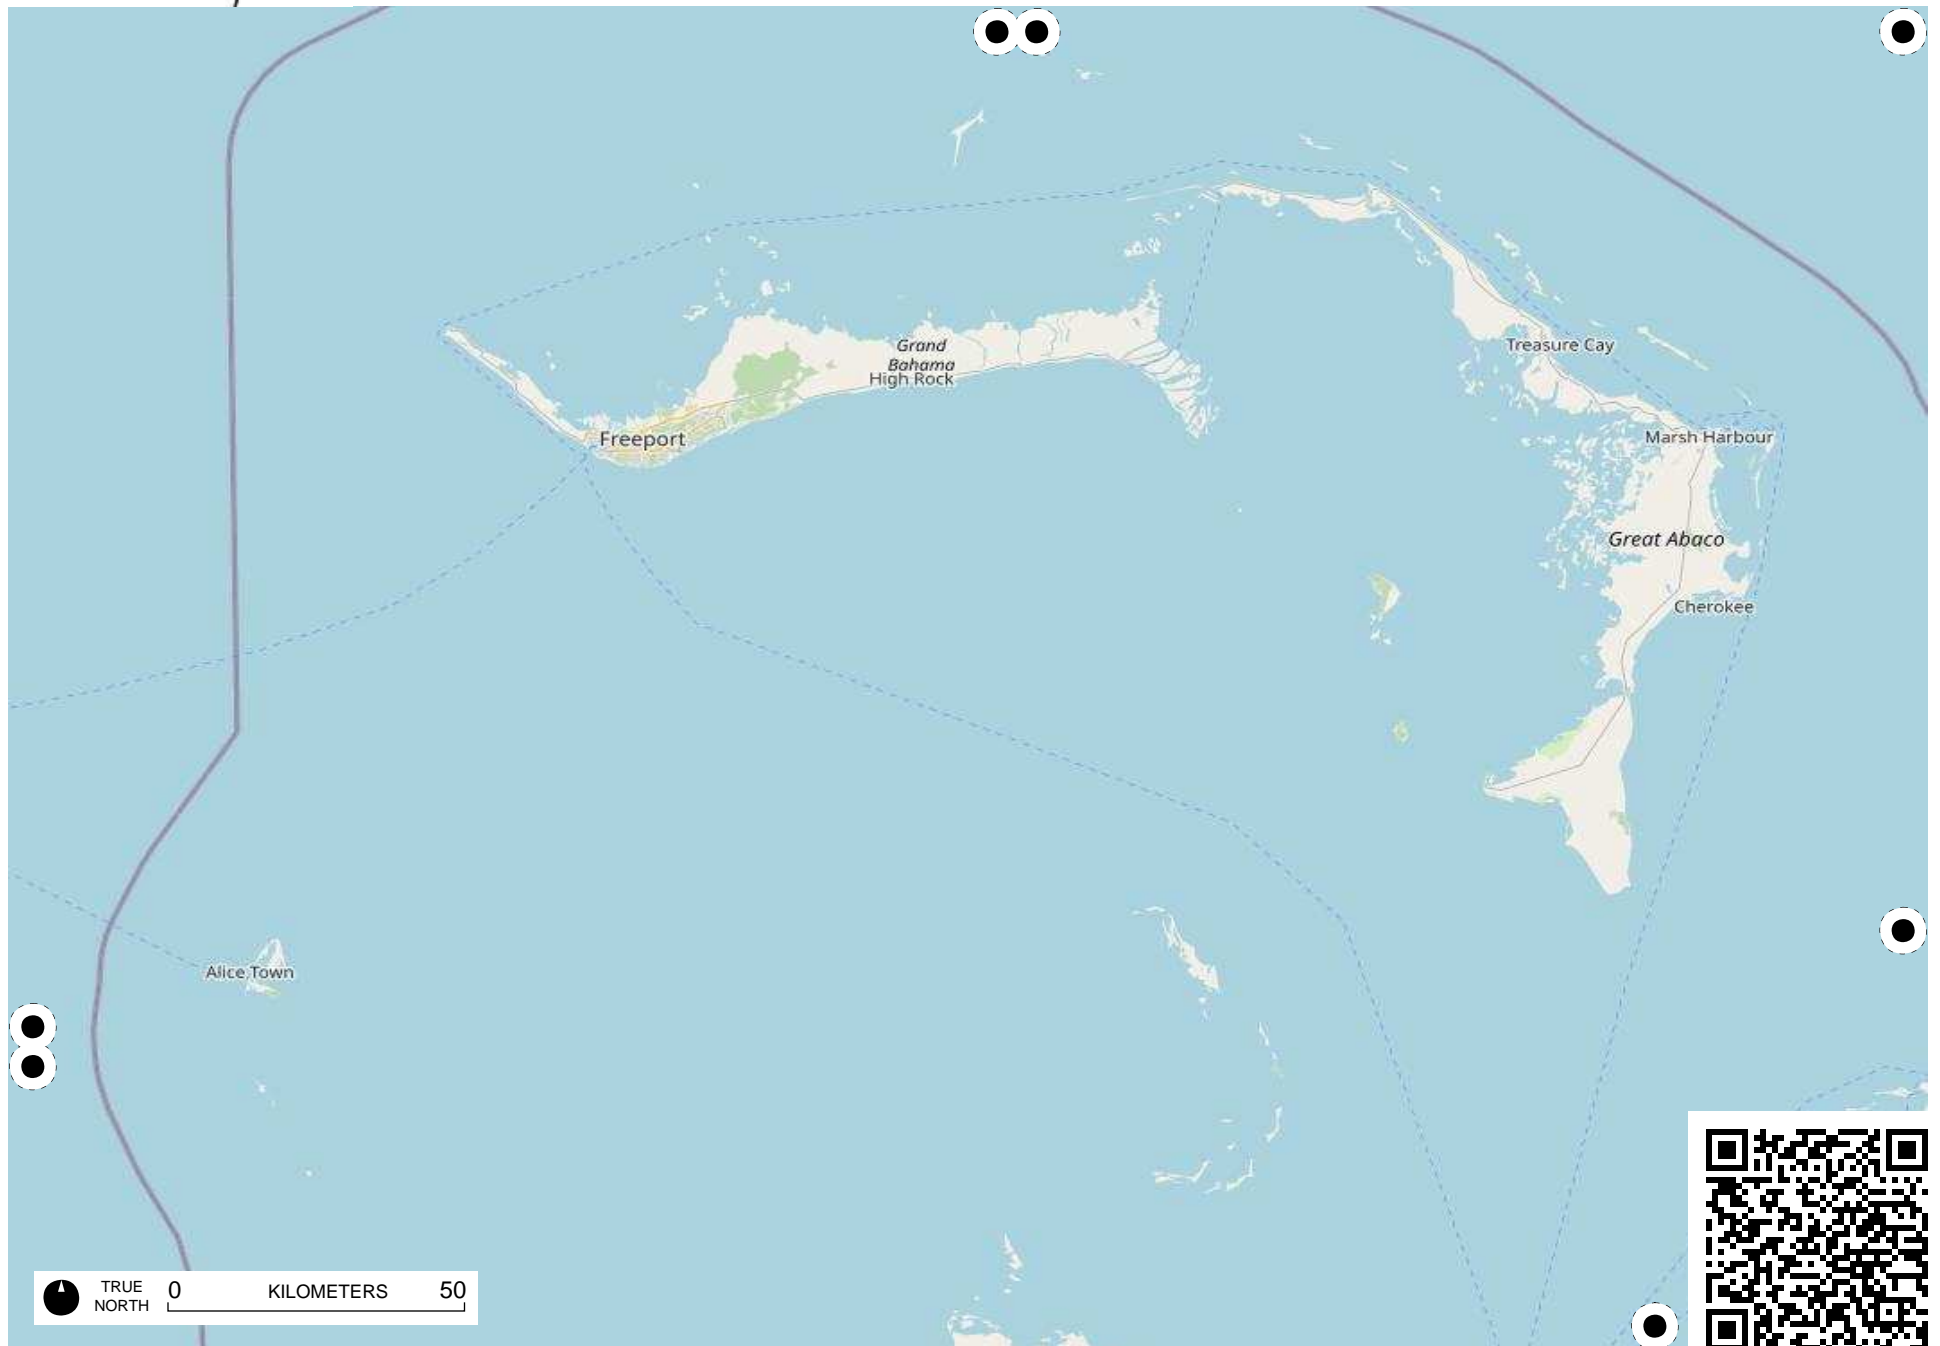 Grand
Bahama
High Rock
Treasure Cay
Freeport
Marsh Harbour
Great Abaco
Cherokee
Alice Town
TRUE
NORTH
0 KILOMETERS 50